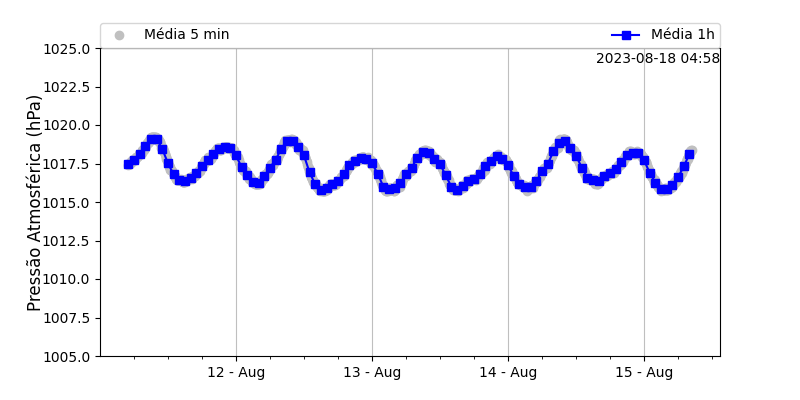 Média 5 min
Média 1h
2023-08-18 04:58
Pressão Atmosférica (hPa)
1025.0
1022.5
1020.0
1017.5
1015.0
1012.5
1010.0
1007.5
1005.0
12 - Aug
13 - Aug
14 - Aug
15 - Aug